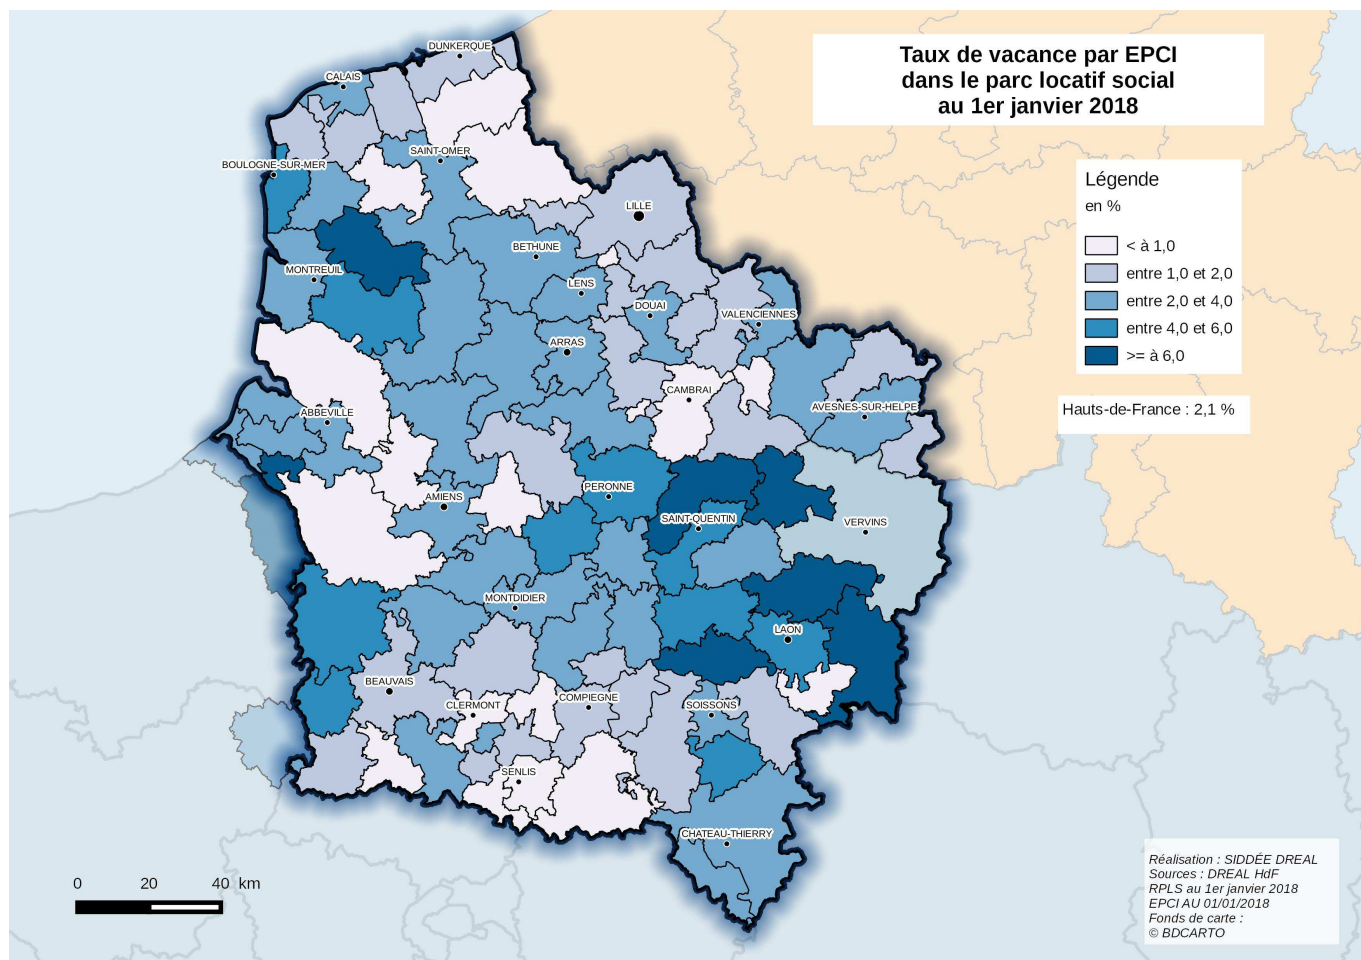 Taux de vacance par EPCI
dans le parc locatif social
au 1er janvier 2018
Légende
en %
< à 1,0
entre 1,0 et 2,0
entre 2,0 et 4,0
entre 4,0 et 6,0
>= à 6,0
Hauts-de-France : 2,1 %
DUNKERQUE
CALAIS
SAINT-OMER
BOULOGNE-SUR-MER
LILLE
BETHUNE
MONTREUIL
LENS
DOUAI
VALENCIENNES
ARRAS
CAMBRAI
AVESNES-SUR-HELPE
ABBEVILLE
PERONNE
AMIENS
SAINT-QUENTIN
VERVINS
MONTDIDIER
LAON
BEAUVAIS
COMPIEGNE
CLERMONT
SOISSONS
SENLIS
CHATEAU-THIERRY
0 20 40 km
Réalisation : SIDDÉE DREAL
Sources : DREAL HdF
RPLS au 1er janvier 2018
EPCI AU 01/01/2018
Fonds de carte :
© BDCARTO